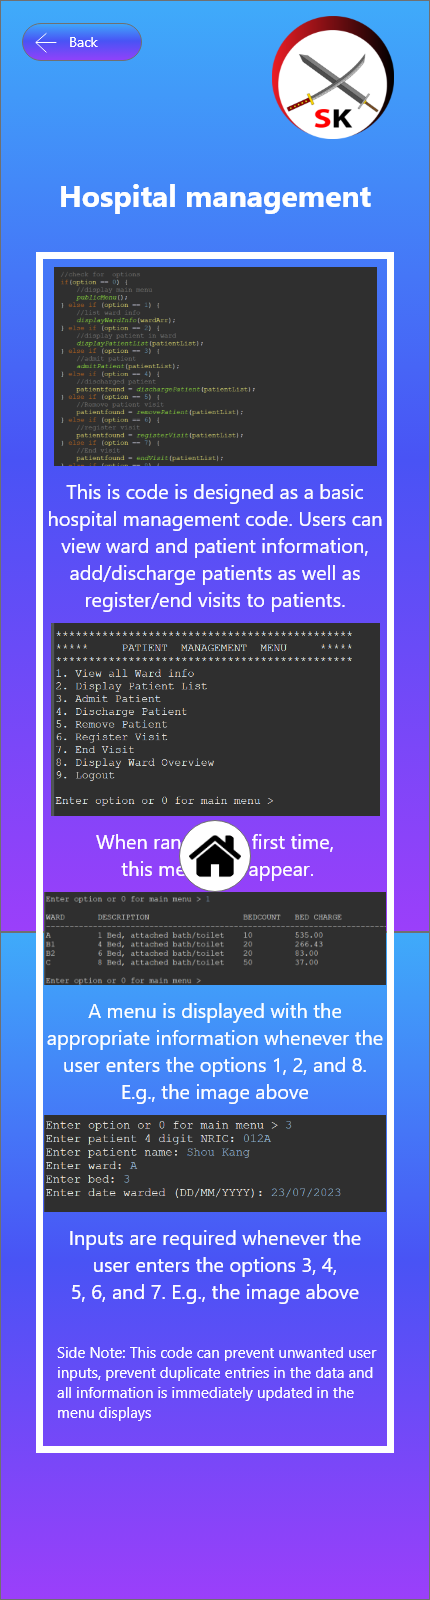 Back
SK
Hospital management
//check for options
if(option == 0) {
//display main menu
publicMenu();
} else if (option == 1) {
//list ward info
displayWardInfo(wardArr);
} else if (option == 2) {
//display patient in ward
displayPatientList(patientList);
} else if (option == 3) {
//admit patient
admitPatient(patientList);
} else if (option == 4) {
//discharged patient
patientfound = dischargePatient(patientList);
} else if (option == 5) {
//Remove patient visit
patientfound = removePatient(patientList);
} else if (option == 6) {
//register visit
patientfound = registerVisit(patientList);
} else if (option == 7) {
//End visit
patientfound = endVisit(patientList);
This is code is designed as a basic
hospital management code. Users can
view ward and patient information,
add/discharge patients as well as
register/end visits to patients.
*********************************************
***** PATIENT MANAGEMENT MENU *****
*********************************************
1. View all Ward info
2. Display Patient List
3. Admit Patient
4. Discharge Patient
5. Remove Patient
6. Register Visit
7. End Visit
8. Display Ward Overview
9. Logout
Enter option or 0 for main menu >
When ran first time,
this appear.
Enter option or 0 for main menu > 1
WARD DESCRIPTION BEDCOUNT BED CHARGE
A 1 Bed, attached bath/toilet 10 535.00
B1 4 Bed, attached bath/toilet 20 266.43
B2 6 Bed, attached bath/toilet 20 83.00
C 8 Bed, attached bath/toilet 50 37.00
Enter option or 0 for main menu >
A menu is displayed with the
appropriate information whenever the
user enters the options 1, 2, and 8.
E.g., the image above
Enter option or 0 for main menu > 3
Enter patient 4 digit NRIC: 012A
Enter patient name: Shou Kang
Enter ward: A
Enter bed: 3
Enter date warded (DD/MM/YYYY): 23/07/2023
Inputs are required whenever the
user enters the options 3, 4,
5, 6, and 7. E.g., the image above
Side Note: This code can prevent unwanted user
inputs, prevent duplicate entries in the data and
all information is immediately updated in the
menu displays